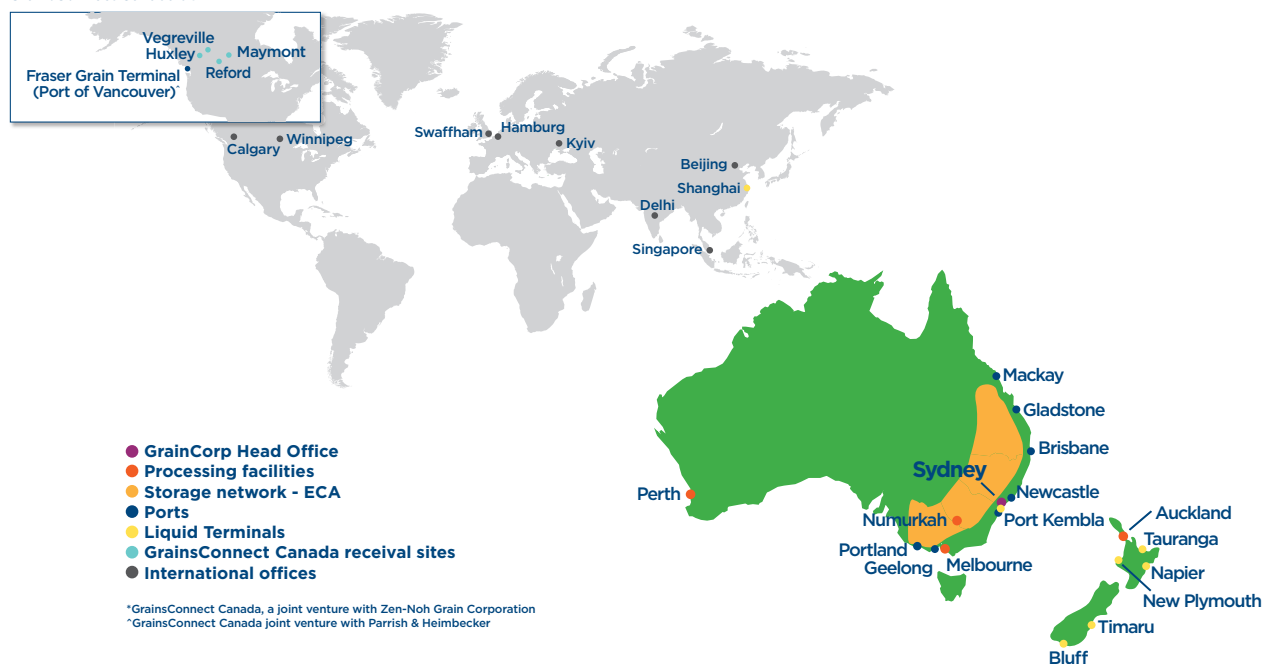 Vegreville
Huxley
Maymont
Reford
Fraser Grain Terminal
(Port of Vancouver)^
Calgary
Winnipeg
Swaffham
Hamburg
Kyiv
Beijing
Shanghai
Delhi
Singapore
Mackay
Gladstone
Brisbane
Sydney
Newcastle
Perth
Numurkah
Port Kembla
Portland
Geelong
Melbourne
Auckland
Tauranga
Napier
New Plymouth
Timaru
Bluff
GrainCorp Head Office
Processing facilities
Storage network - ECA
Ports
Liquid Terminals
GrainsConnect Canada receival sites
International offices
*GrainsConnect Canada, a joint venture with Zen-Noh Grain Corporation
^GrainsConnect Canada joint venture with Parrish & Heimbecker